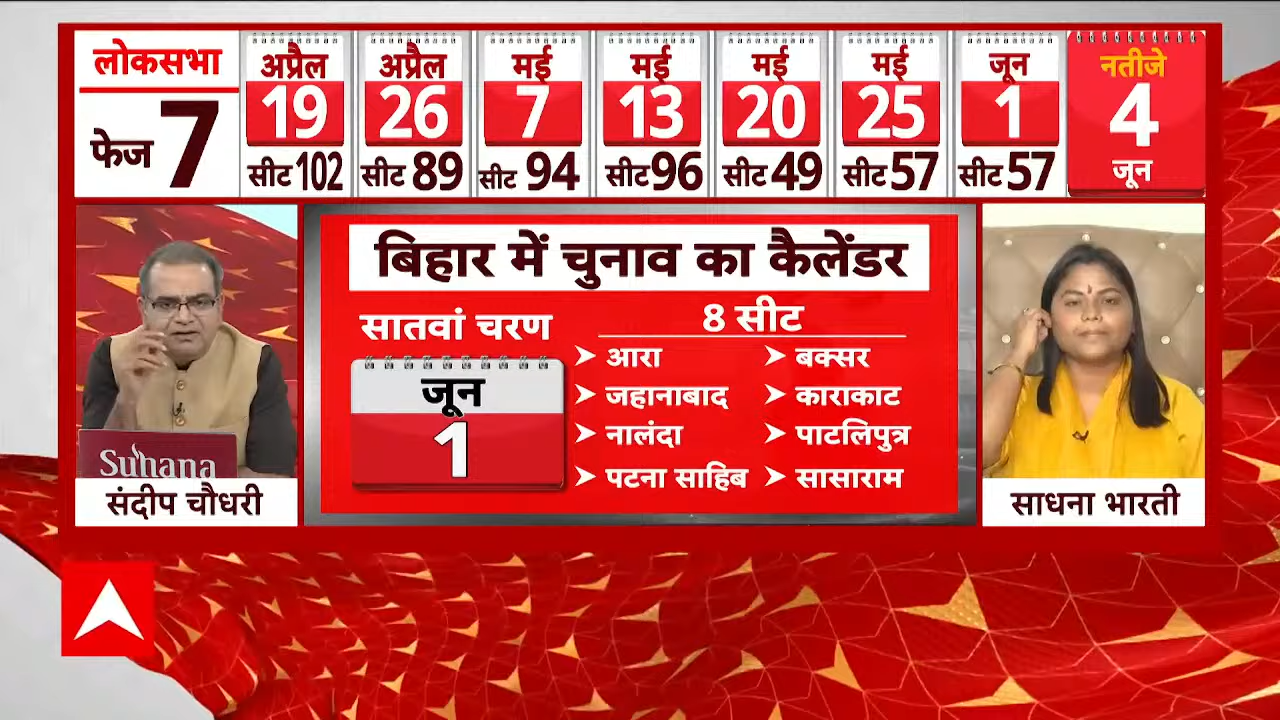 लोकसभा
फेज 7
अप्रैल
19
सीट 102
अप्रैल
26
सीट 89
मई
7
सीट 94
मई
13
सीट 96
मई
20
सीट 49
मई
25
सीट 57
जून
1
सीट 57
नतीजे
4
जून
बिहार में चुनाव का कैलेंडर
सातवां चरण
जून
1
8 सीट
आरा
बक्सर
जहानाबाद
काराकाट
नालंदा
पाटलिपुत्र
पटना साहिब
सासाराम
Suhana
संदीप चौधरी
साधना भारती